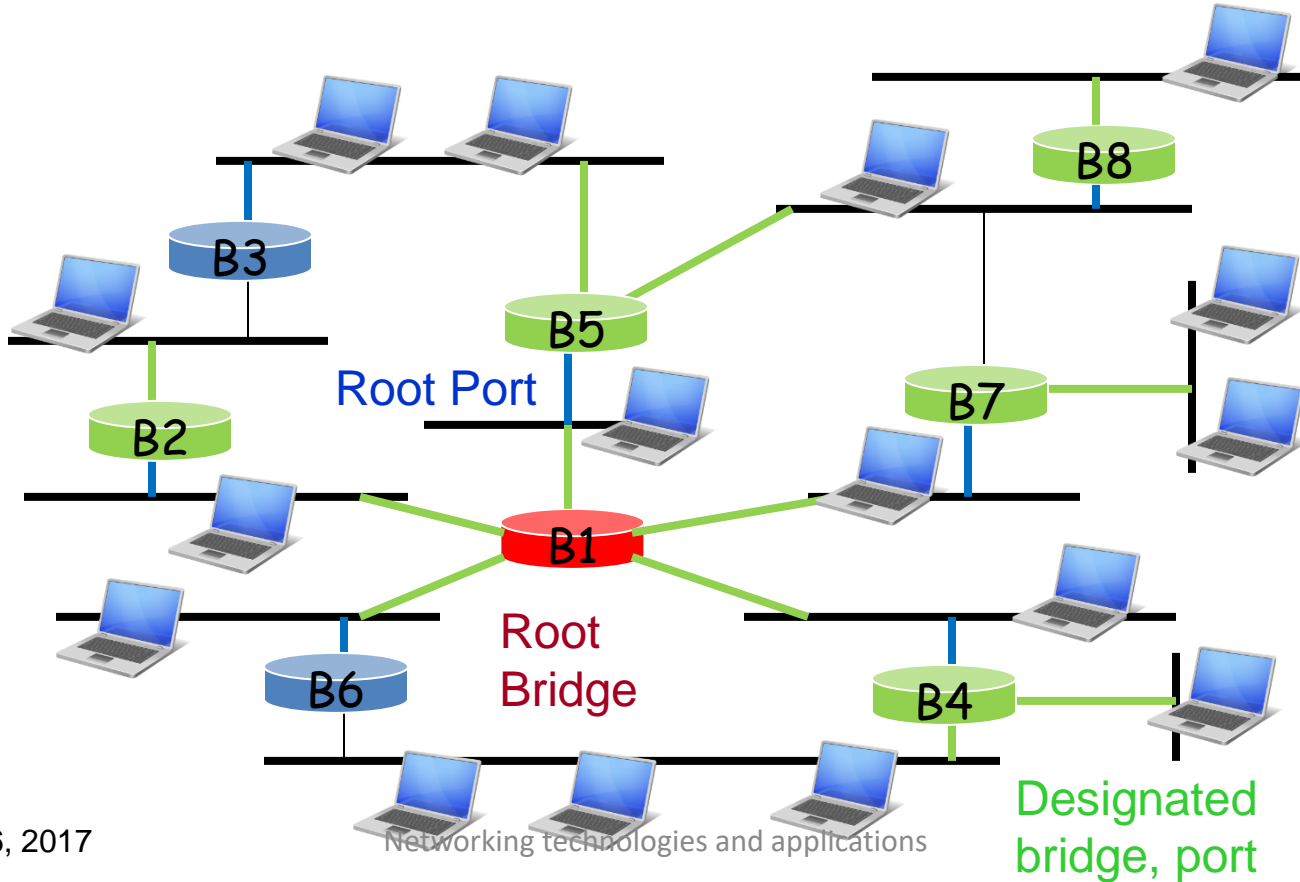 B8
B3
B5
Root Port
B7
B2
B1
Root
Bridge
B6
B4
Designated
bridge, port
, 2017
Networking technologies and applications